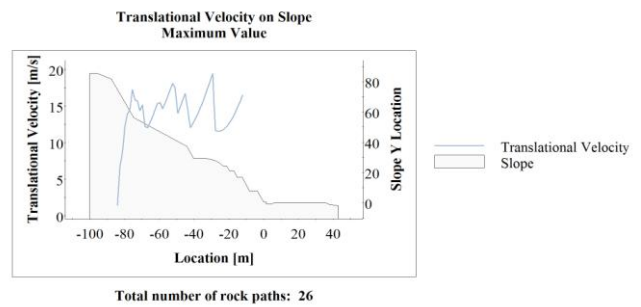 Translational Velocity on Slope
Maximum Value
Translational Velocity [m/s]
20
15
10
5
0
80
60
40
20
0
Slope Y Location
-100 -80 -60 -40 -20 0 20 40
Location [m]
Translational Velocity
Slope
Total number of rock paths: 26